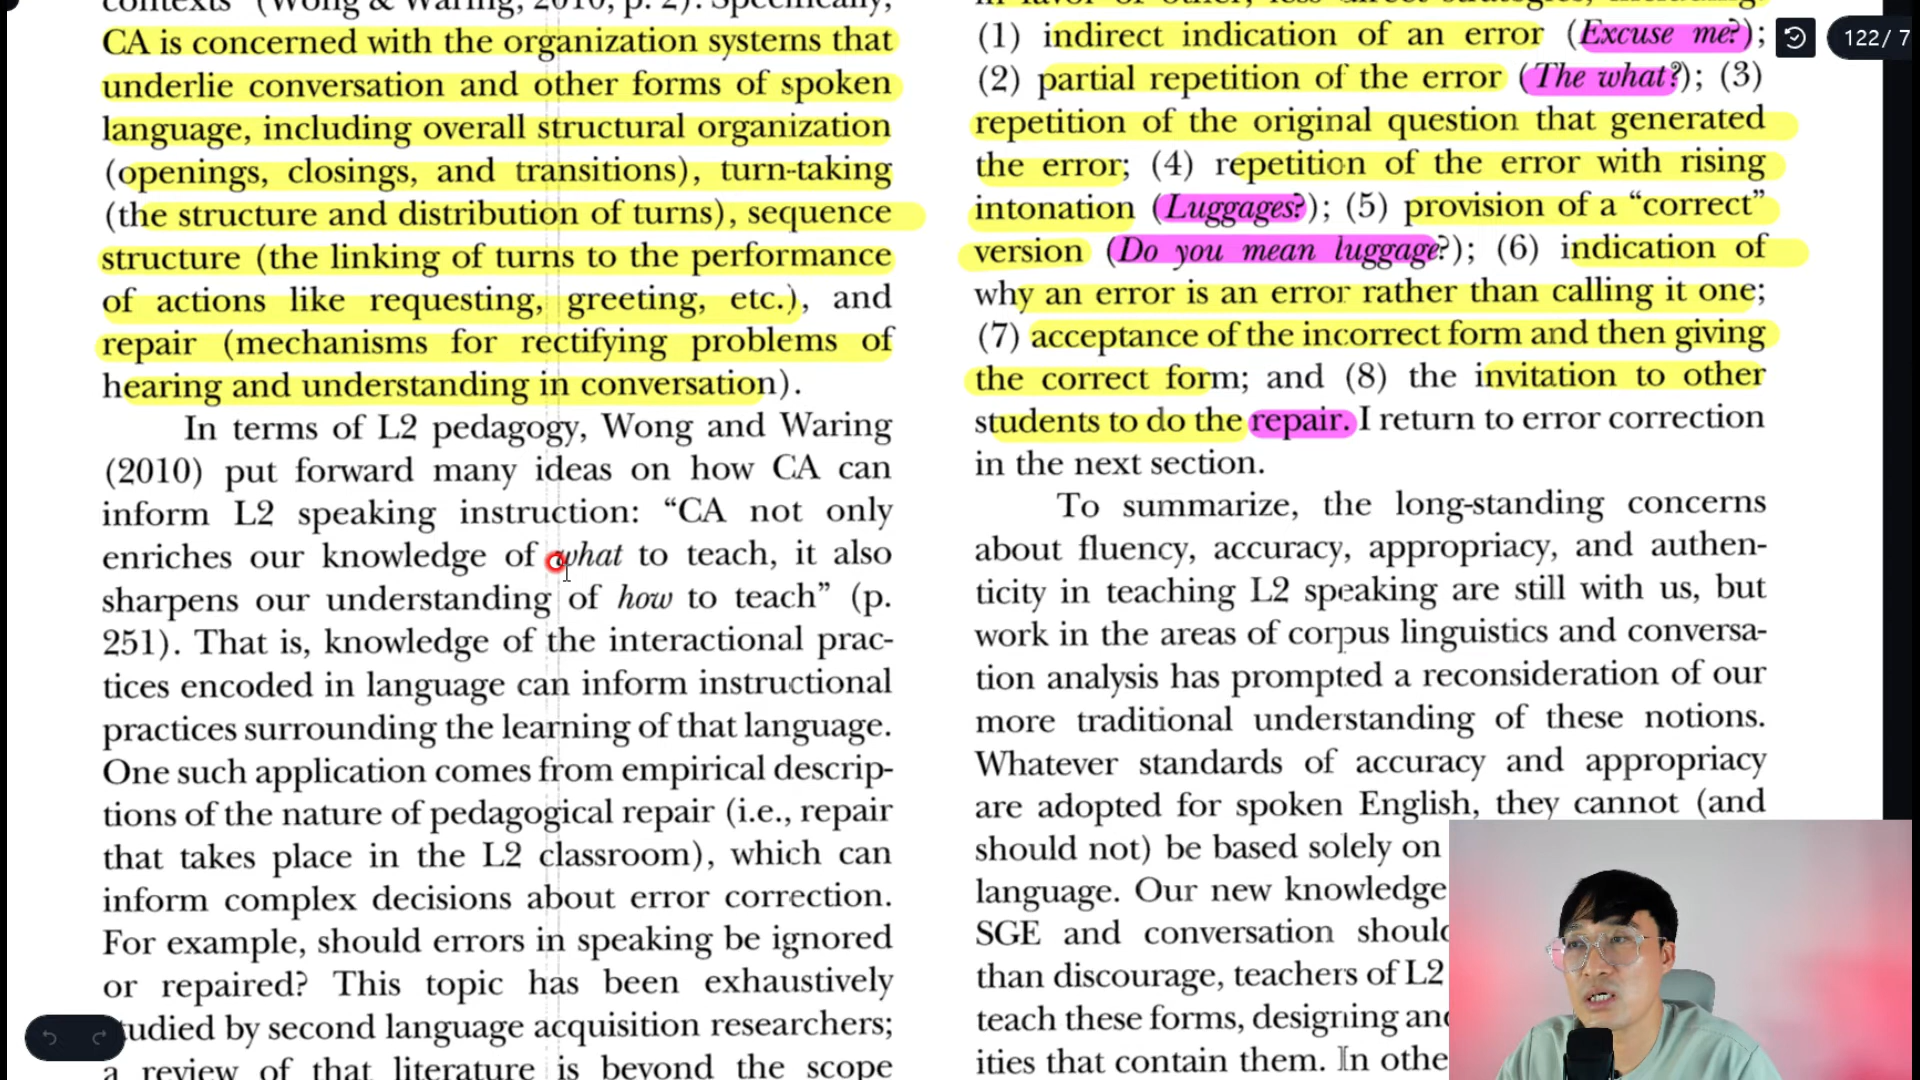 contexts" (Wong & Waring, 2010, p. 2). Specifically,
CA is concerned with the organization systems that
underlie conversation and other forms of spoken
language, including overall structural organization
(openings, closings, and transitions), turn-taking
(the structure and distribution of turns), sequence
structure (the linking of turns to the performance
of actions like requesting, greeting, etc.), and
repair (mechanisms for rectifying problems of
hearing and understanding in conversation).
In terms of L2 pedagogy, Wong and Waring
(2010) put forward many ideas on how CA can
inform L2 speaking instruction: “CA not only
enriches our knowledge of what to teach, it also
sharpens our understanding of how to teach” (p.
251). That is, knowledge of the interactional prac-
tices encoded in language can inform instructional
practices surrounding the learning of that language.
One such application comes from empirical descrip-
tions of the nature of pedagogical repair (i.e., repair
that takes place in the L2 classroom), which can
inform complex decisions about error correction.
For example, should errors in speaking be ignored
or repaired? This topic has been exhaustively
tudied by second language acquisition researchers;
a review of that literature is beyond the scope
in favor of other, less direct strategies, including:
(1) indirect indication of an error (Excuse me?);
(2) partial repetition of the error (The what?); (3)
repetition of the original question that generated
the error; (4) repetition of the error with rising
intonation (Luggages?); (5) provision of a “correct”
version (Do you mean luggage?); (6) indication of
why an error is an error rather than calling it one;
(7) acceptance of the incorrect form and then giving
the correct form; and (8) the invitation to other
students to do the repair. I return to error correction
in the next section.
To summarize, the long-standing concerns
about fluency, accuracy, appropriacy, and authen-
ticity in teaching L2 speaking are still with us, but
work in the areas of corpus linguistics and conversa-
tion analysis has prompted a reconsideration of our
more traditional understanding of these notions.
Whatever standards of accuracy and appropriacy
are adopted for spoken English, they cannot (and
should not) be based solely on
language. Our new knowledge
SGE and conversation should
than discourage, teachers of L2
teach these forms, designing and
ities that contain them. In othe
122/ 7